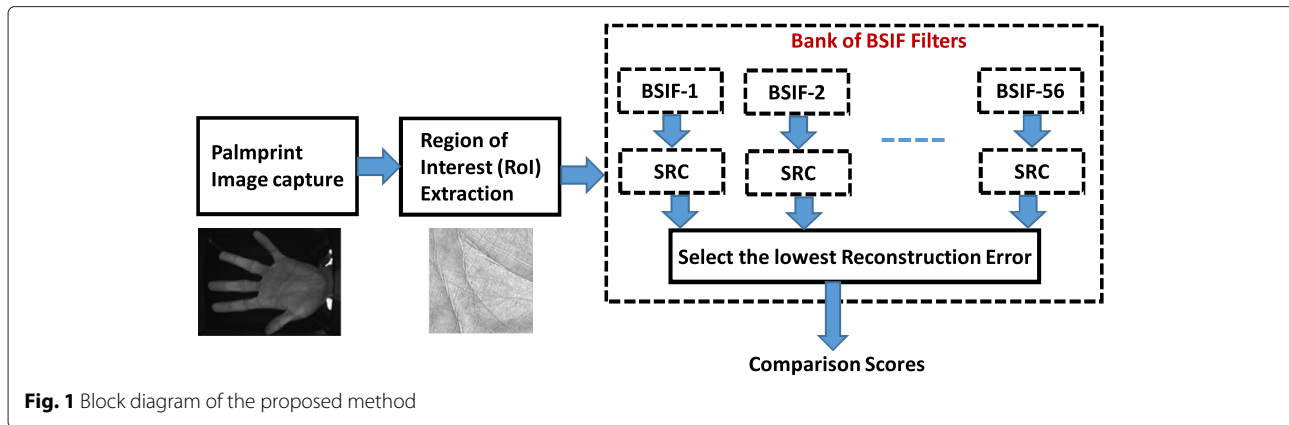 Bank of BSIF Filters
BSIF-1
BSIF-2
BSIF-56
Palmprint
Image capture
Region of
Interest (RoI)
Extraction
SRC
SRC
SRC
Select the lowest Reconstruction Error
Comparison Scores
Fig. 1 Block diagram of the proposed method